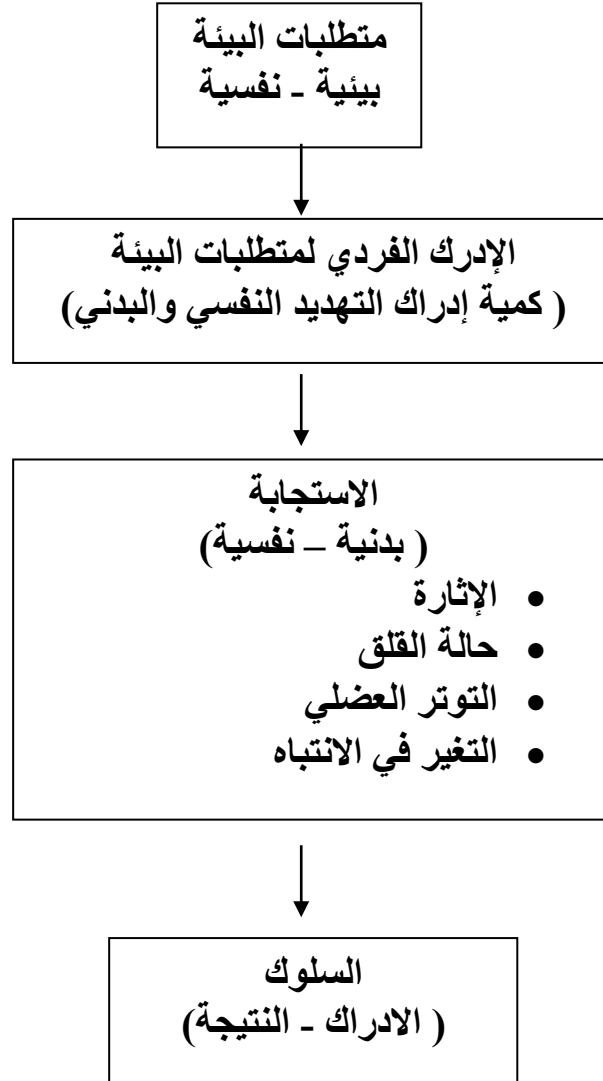 متطلبات البيئة
بيئية - نفسية
الإدرك الفردي لمتطلبات البيئة
( كمية إدراك التهديد النفسي والبدني)
الاستجابة
( بدنية – نفسية)
• الإثارة
• حالة القلق
• التوتر العضلي
• التغير في الانتباه
السلوك
( الادراك - النتيجة)